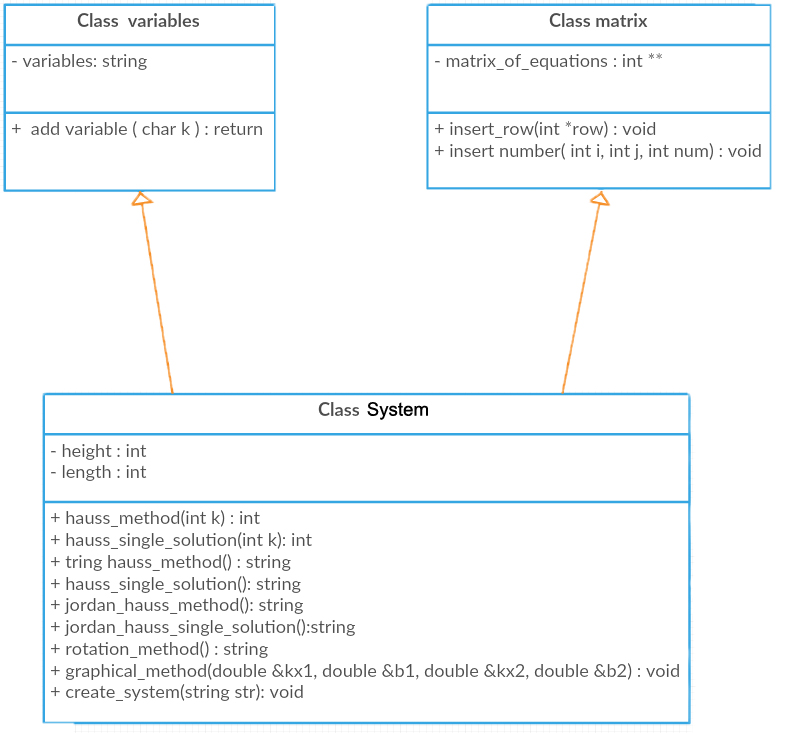 Class variables
- variables: string
+ add variable ( char k ) : return
Class matrix
- matrix_of_equations : int **
+ insert_row(int *row) : void
+ insert number( int i, int j, int num) : void
Class System
- height : int
- length : int
+ hauss_method(int k) : int
+ hauss_single_solution(int k): int
+ tring hauss_method() : string
+ hauss_single_solution(): string
+ jordan_hauss_method(): string
+ jordan_hauss_single_solution():string
+ rotation_method() : string
+ graphical_method(double &kx1, double &b1, double &kx2, double &b2) : void
+ create_system(string str): void